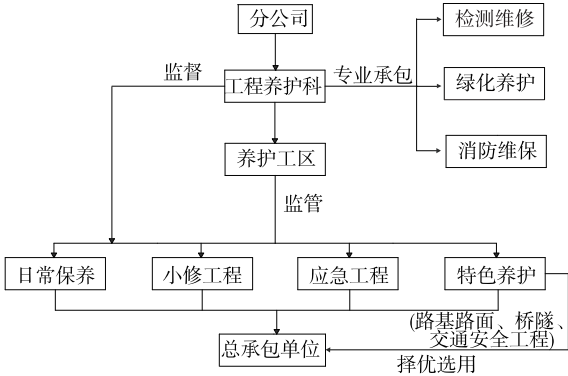 分公司
检测维修
监督
工程养护科
专业承包
绿化养护
养护工区
消防维保
监管
日常保养
小修工程
应急工程
特色养护
(路基路面、桥隧、
交通安全工程)
总承包单位
择优选用